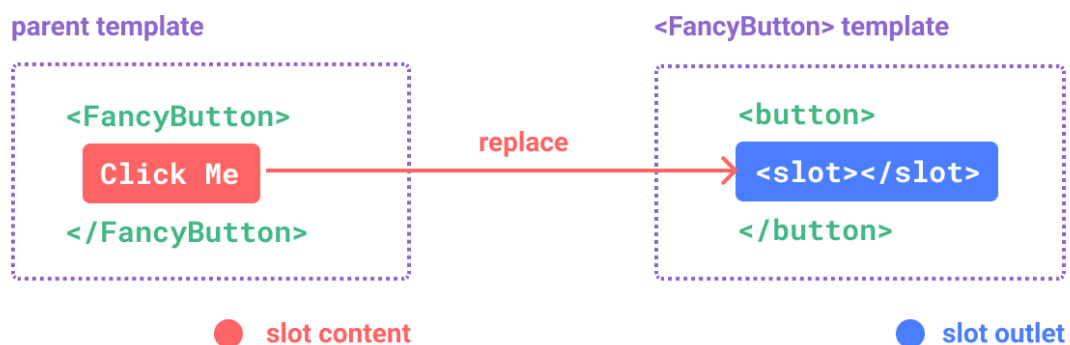 parent template
<FancyButton>
Click Me
</FancyButton>
replace
<FancyButton> template
<button>
<slot></slot>
</button>
slot content
slot outlet